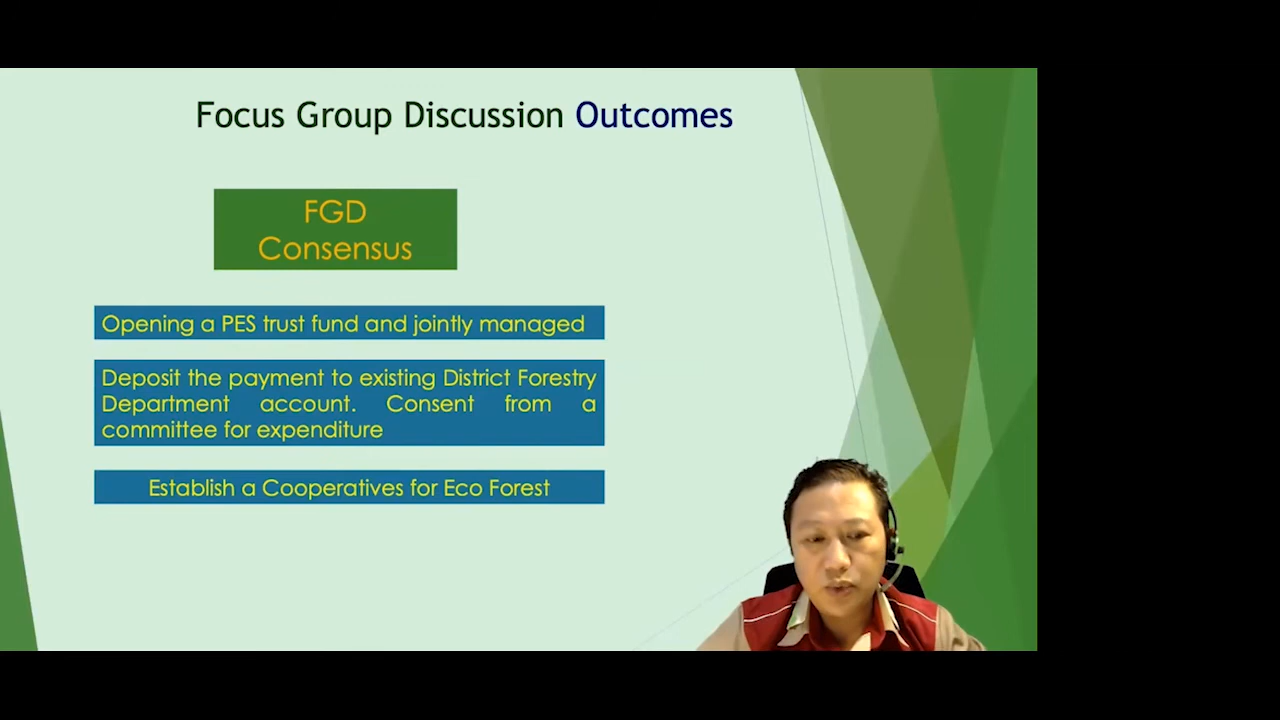 Focus Group Discussion Outcomes
FGD
Consensus
Opening a PES trust fund and jointly managed
Deposit the payment to existing District Forestry
Department account. Consent from a
committee for expenditure
Establish a Cooperatives for Eco Forest